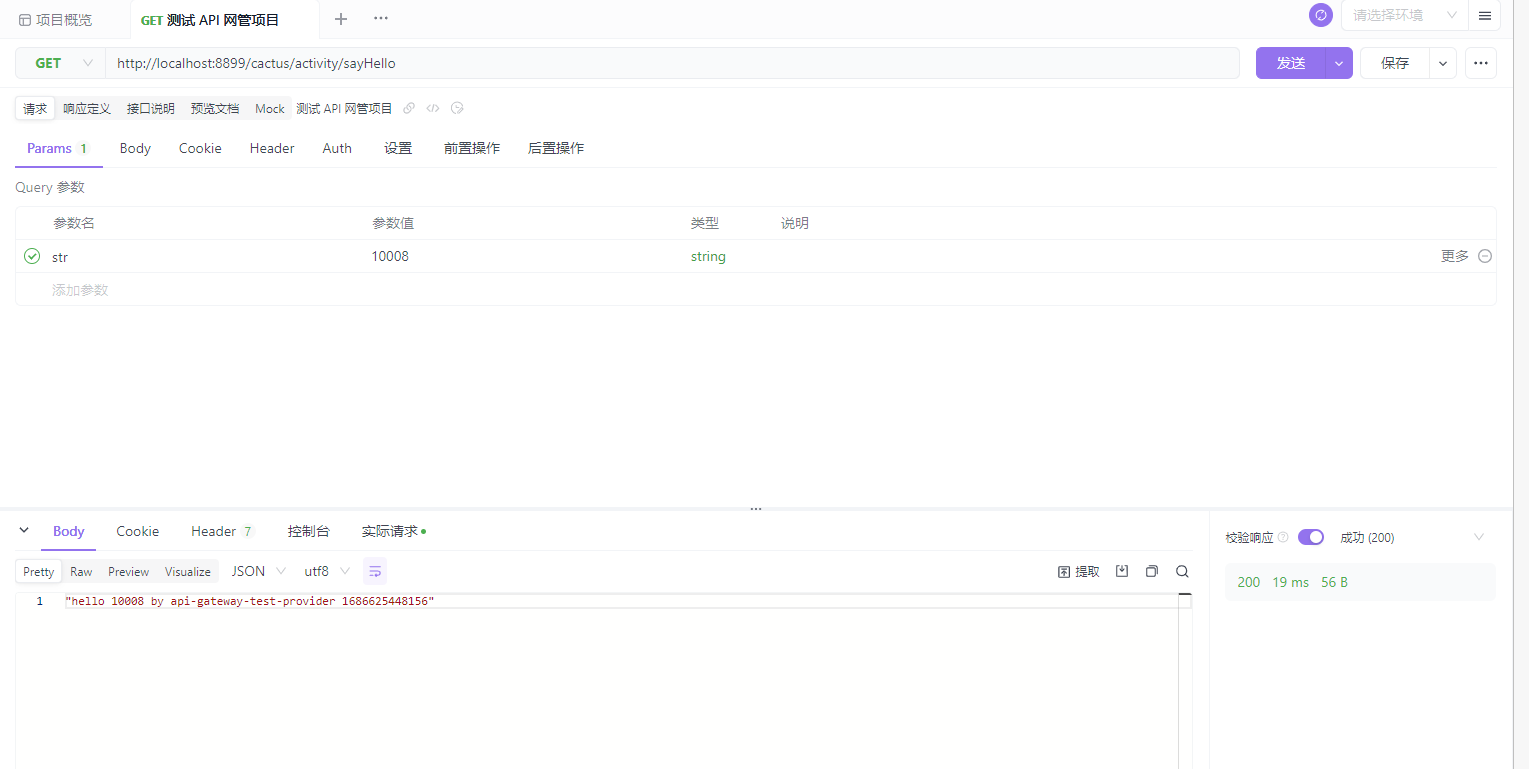 项目概览 GET 测试 API 网管项目 请选择环境
GET http://localhost:8899/cactus/activity/sayHello 发送 保存
请求 响应定义 接口说明 预览文档 Mock 测试 API 网管项目
Params 1 Body Cookie Header Auth 设置 前置操作 后置操作
Query 参数
参数名 参数值 类型 说明
str 10008 string 更多
添加参数
Body Cookie Header 7 控制台 实际请求 校验响应 成功 (200)
Pretty Raw Preview Visualize JSON utf8 提取 200 19 ms 56 B
1 "hello 10008 by api-gateway-test-provider 1686625448156"